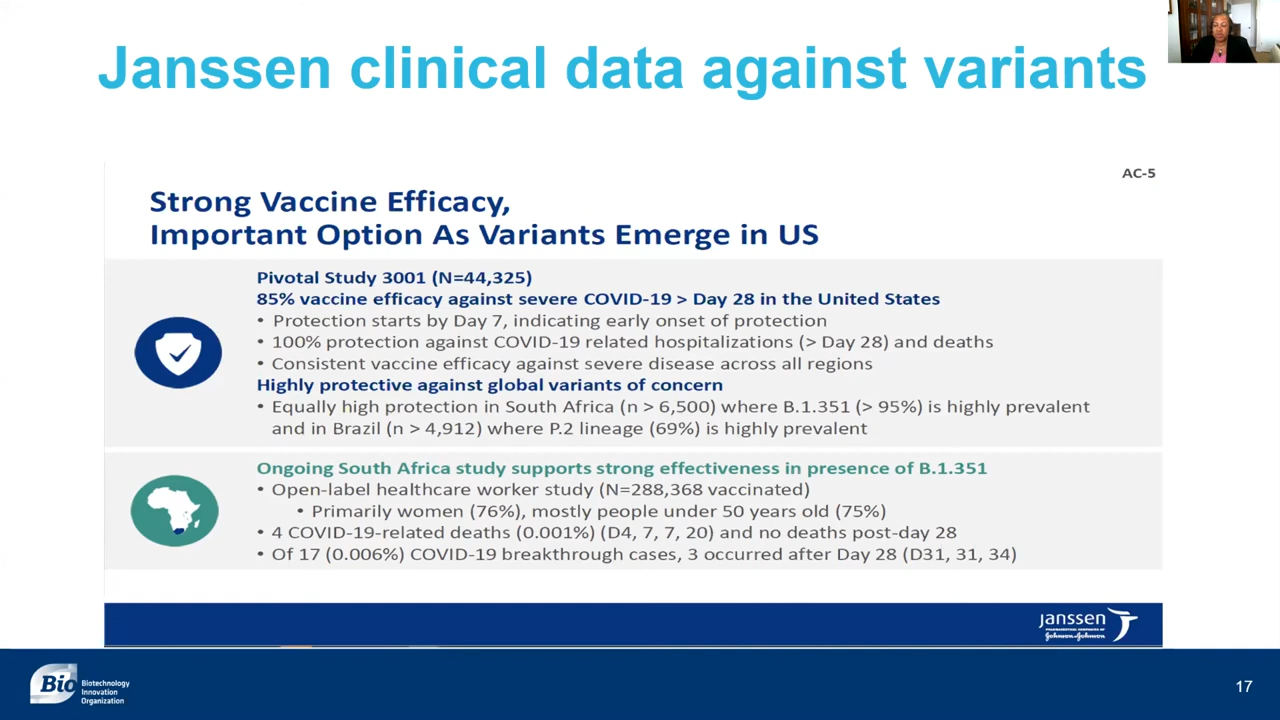 Janssen clinical data against variants
AC-5
Strong Vaccine Efficacy,
Important Option As Variants Emerge in US
Pivotal Study 3001 (N=44,325)
85% vaccine efficacy against severe COVID-19 > Day 28 in the United States
• Protection starts by Day 7, indicating early onset of protection
• 100% protection against COVID-19 related hospitalizations (> Day 28) and deaths
• Consistent vaccine efficacy against severe disease across all regions
Highly protective against global variants of concern
• Equally high protection in South Africa (n > 6,500) where B.1.351 (> 95%) is highly prevalent
and in Brazil (n > 4,912) where P.2 lineage (69%) is highly prevalent
Ongoing South Africa study supports strong effectiveness in presence of B.1.351
• Open-label healthcare worker study (N=288,368 vaccinated)
• Primarily women (76%), mostly people under 50 years old (75%)
• 4 COVID-19-related deaths (0.001%) (D4, 7, 7, 20) and no deaths post-day 28
• Of 17 (0.006%) COVID-19 breakthrough cases, 3 occurred after Day 28 (D31, 31, 34)
janssen
PHARMACEUTICAL COMPANIES OF
Johnson & Johnson
Bio
Biotechnology
Innovation
Organization
17